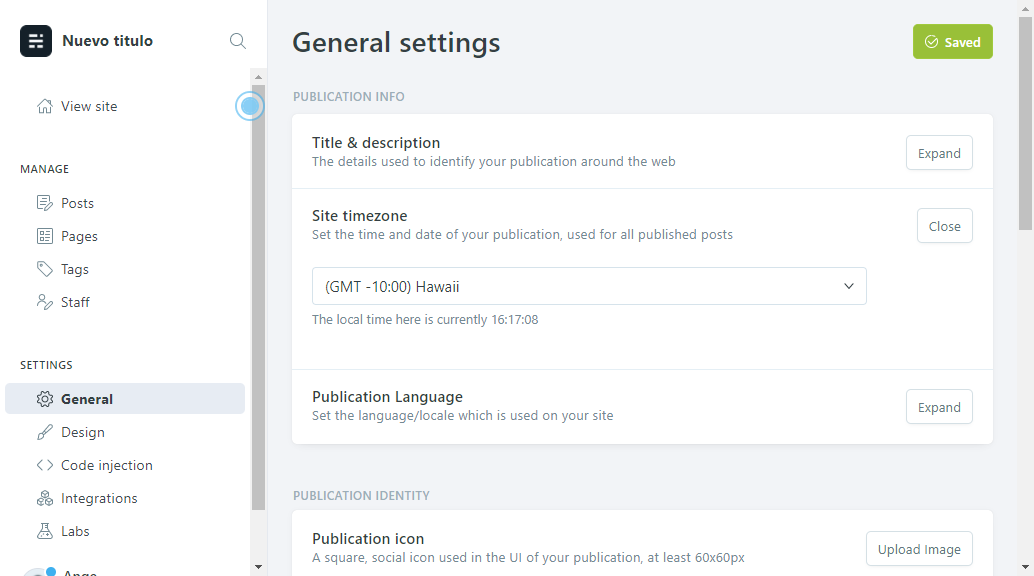 Nuevo titulo
View site
MANAGE
Posts
Pages
Tags
Staff
SETTINGS
General
Design
Code injection
Integrations
Labs
General settings
Saved
PUBLICATION INFO
Title & description
The details used to identify your publication around the web
Expand
Site timezone
Set the time and date of your publication, used for all published posts
Close
(GMT -10:00) Hawaii
The local time here is currently 16:17:08
Publication Language
Set the language/locale which is used on your site
Expand
PUBLICATION IDENTITY
Publication icon
A square, social icon used in the UI of your publication, at least 60x60px
Upload Image